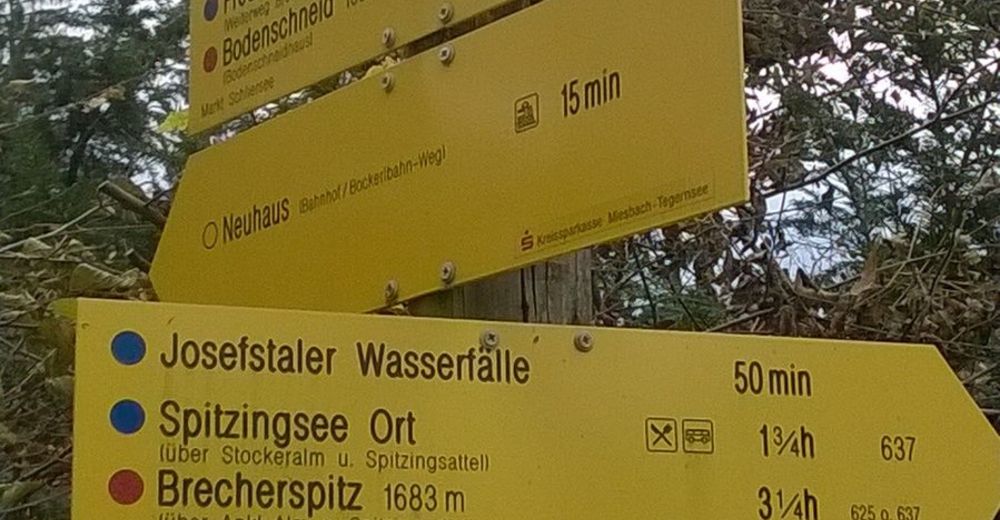 Bodenschneid
(Bodenschneidhaus)
Markt Schliersee
15 min
Neuhaus (Bahnhof / Bockerlbahn-Weg)
Kreissparkasse Miesbach-Tegernsee
Josefstaler Wasserfälle 50 min
Spitzingsee Ort 1¾h 637
(über Stockeralm u. Spitzingsattel)
Brecherspitz 1683 m 3¼h 625 o. 637